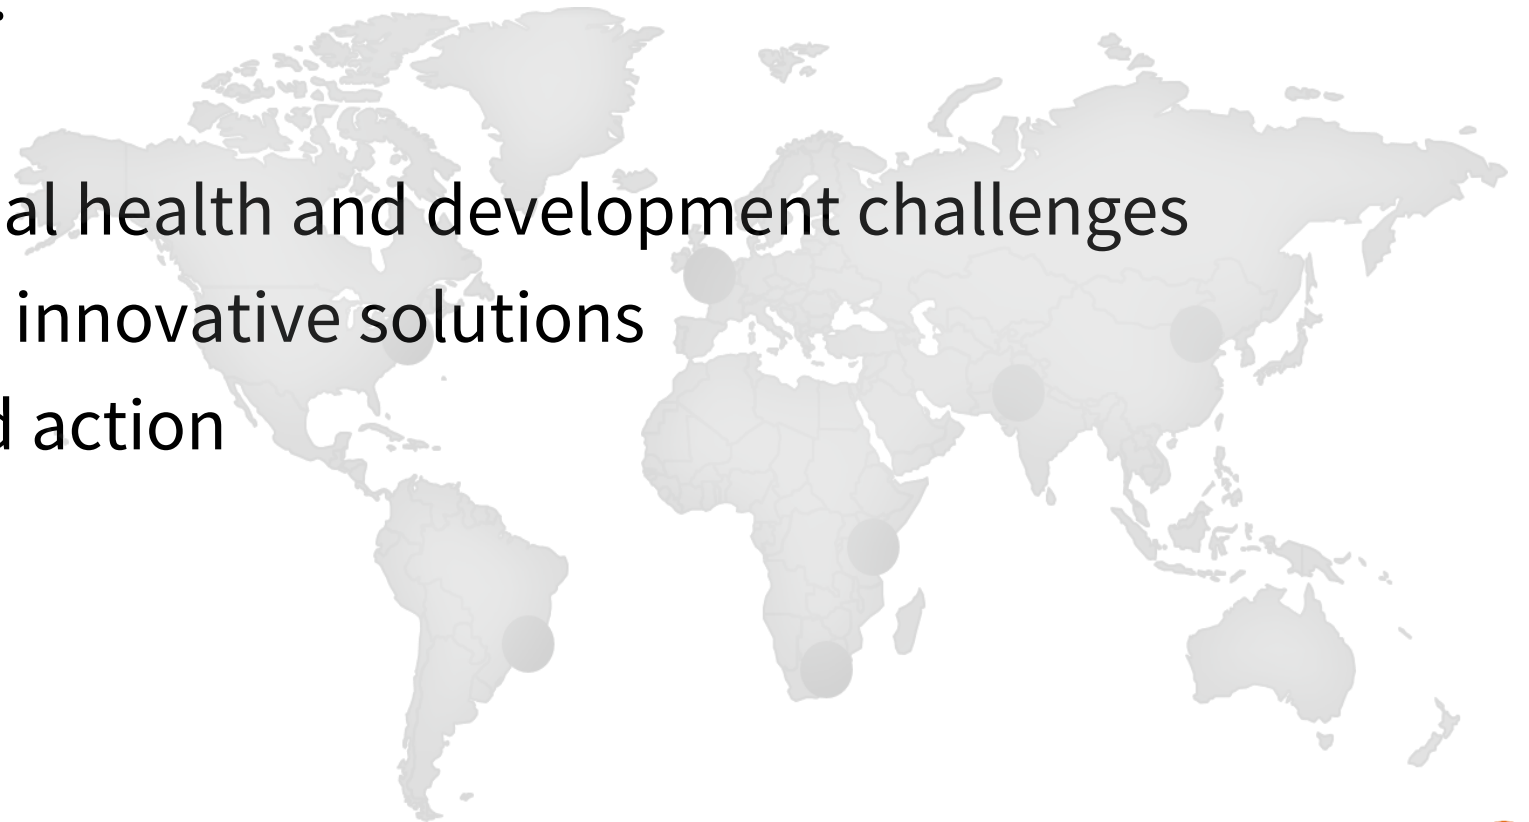 al health and development challenges
innovative solutions
d action